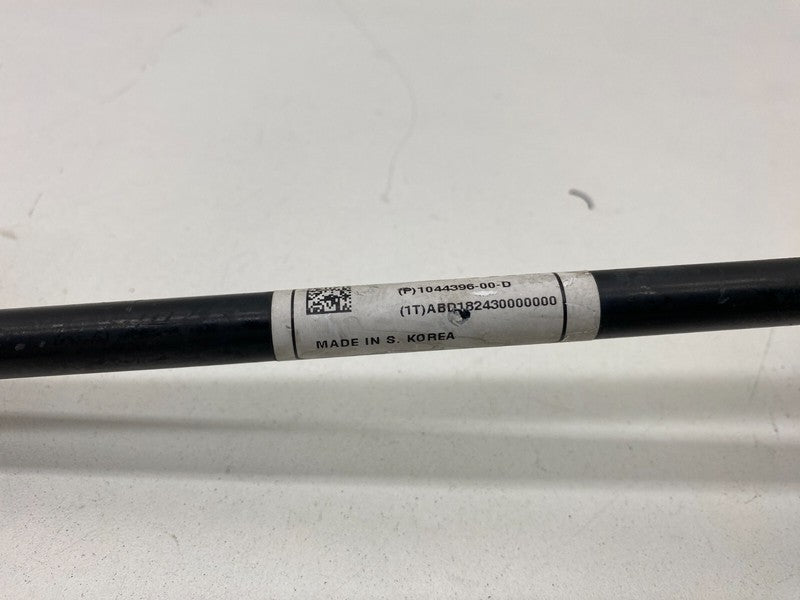 (P)1044396-00-D
(1T)ABD182430000000
MADE IN S. KOREA